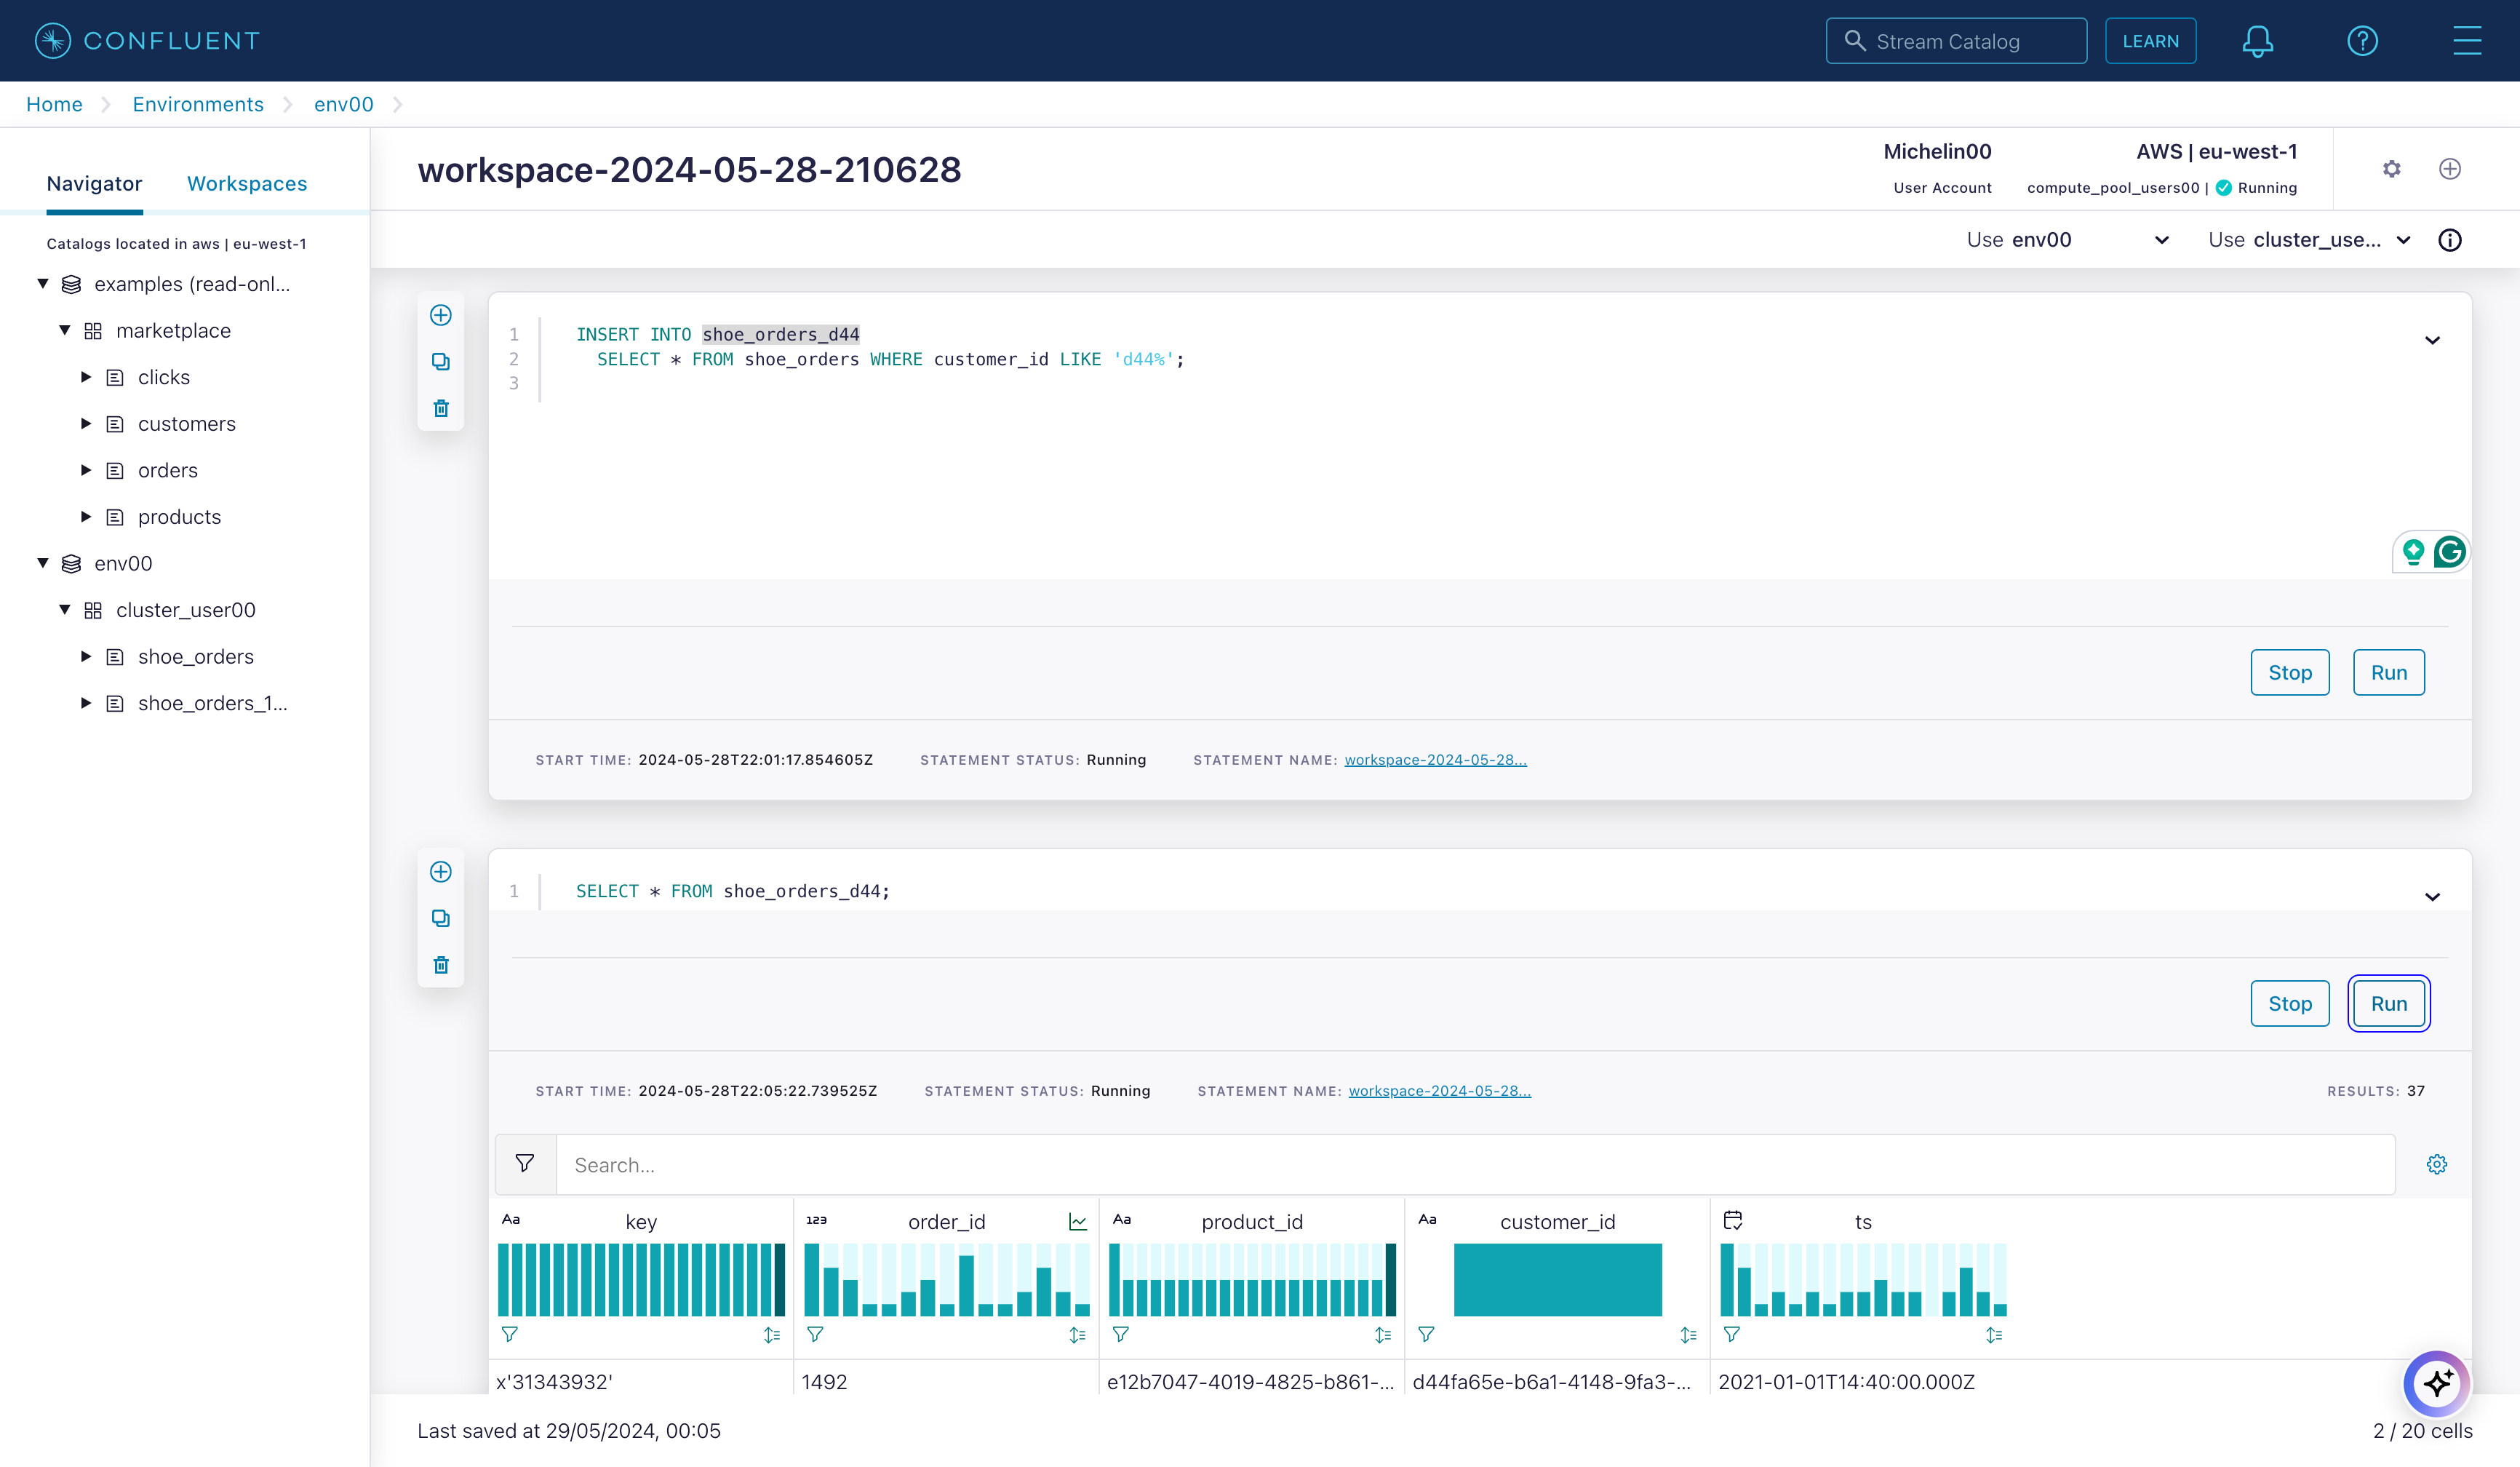 CONFLUENT
Stream Catalog
LEARN
Home
Environments
env00
Navigator
Workspaces
Catalogs located in aws | eu-west-1
examples (read-onl...
marketplace
clicks
customers
orders
products
env00
cluster_user00
shoe_orders
shoe_orders_1...
workspace-2024-05-28-210628
Michelin00
User Account
AWS | eu-west-1
compute_pool_users00 | Running
Use env00
Use cluster_use...
1 INSERT INTO shoe_orders_d44
2 SELECT * FROM shoe_orders WHERE customer_id LIKE 'd44%';
3
Stop
Run
START TIME: 2024-05-28T22:01:17.854605Z
STATEMENT STATUS: Running
STATEMENT NAME: workspace-2024-05-28...
1 SELECT * FROM shoe_orders_d44;
Stop
Run
START TIME: 2024-05-28T22:05:22.739525Z
STATEMENT STATUS: Running
STATEMENT NAME: workspace-2024-05-28...
RESULTS: 37
Search...
Aa key
123 order_id
Aa product_id
Aa customer_id
ts
x'31343932'
1492
e12b7047-4019-4825-b861-...
d44fa65e-b6a1-4148-9fa3-...
2021-01-01T14:40:00.000Z
Last saved at 29/05/2024, 00:05
2 / 20 cells